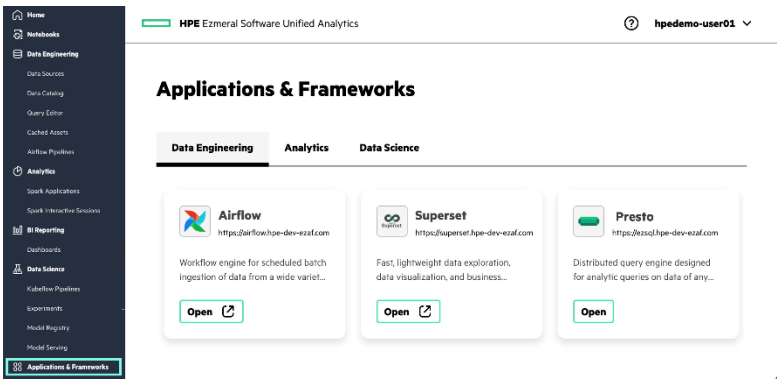 Home
Notebooks
Data Engineering
Data Sources
Data Catalog
Query Editor
Cached Assets
Airflow Pipelines
Analytics
Spark Applications
Spark Interactive Sessions
BI Reporting
Dashboards
Data Science
Kubeflow Pipelines
Experiments
Model Registry
Model Serving
Applications & Frameworks
HPE Ezmeral Software Unified Analytics
hpedemo-user01
Applications & Frameworks
Data Engineering Analytics Data Science
Airflow
https://airflow.hpe-dev-ezaf.com
Workflow engine for scheduled batch
ingestion of data from a wide variet...
Open
Superset
Superset
https://superset.hpe-dev-ezaf.com
Fast, lightweight data exploration,
data visualization, and business...
Open
Presto
https://ezsql.hpe-dev-ezaf.com
Distributed query engine designed
for analytic queries on data of any...
Open